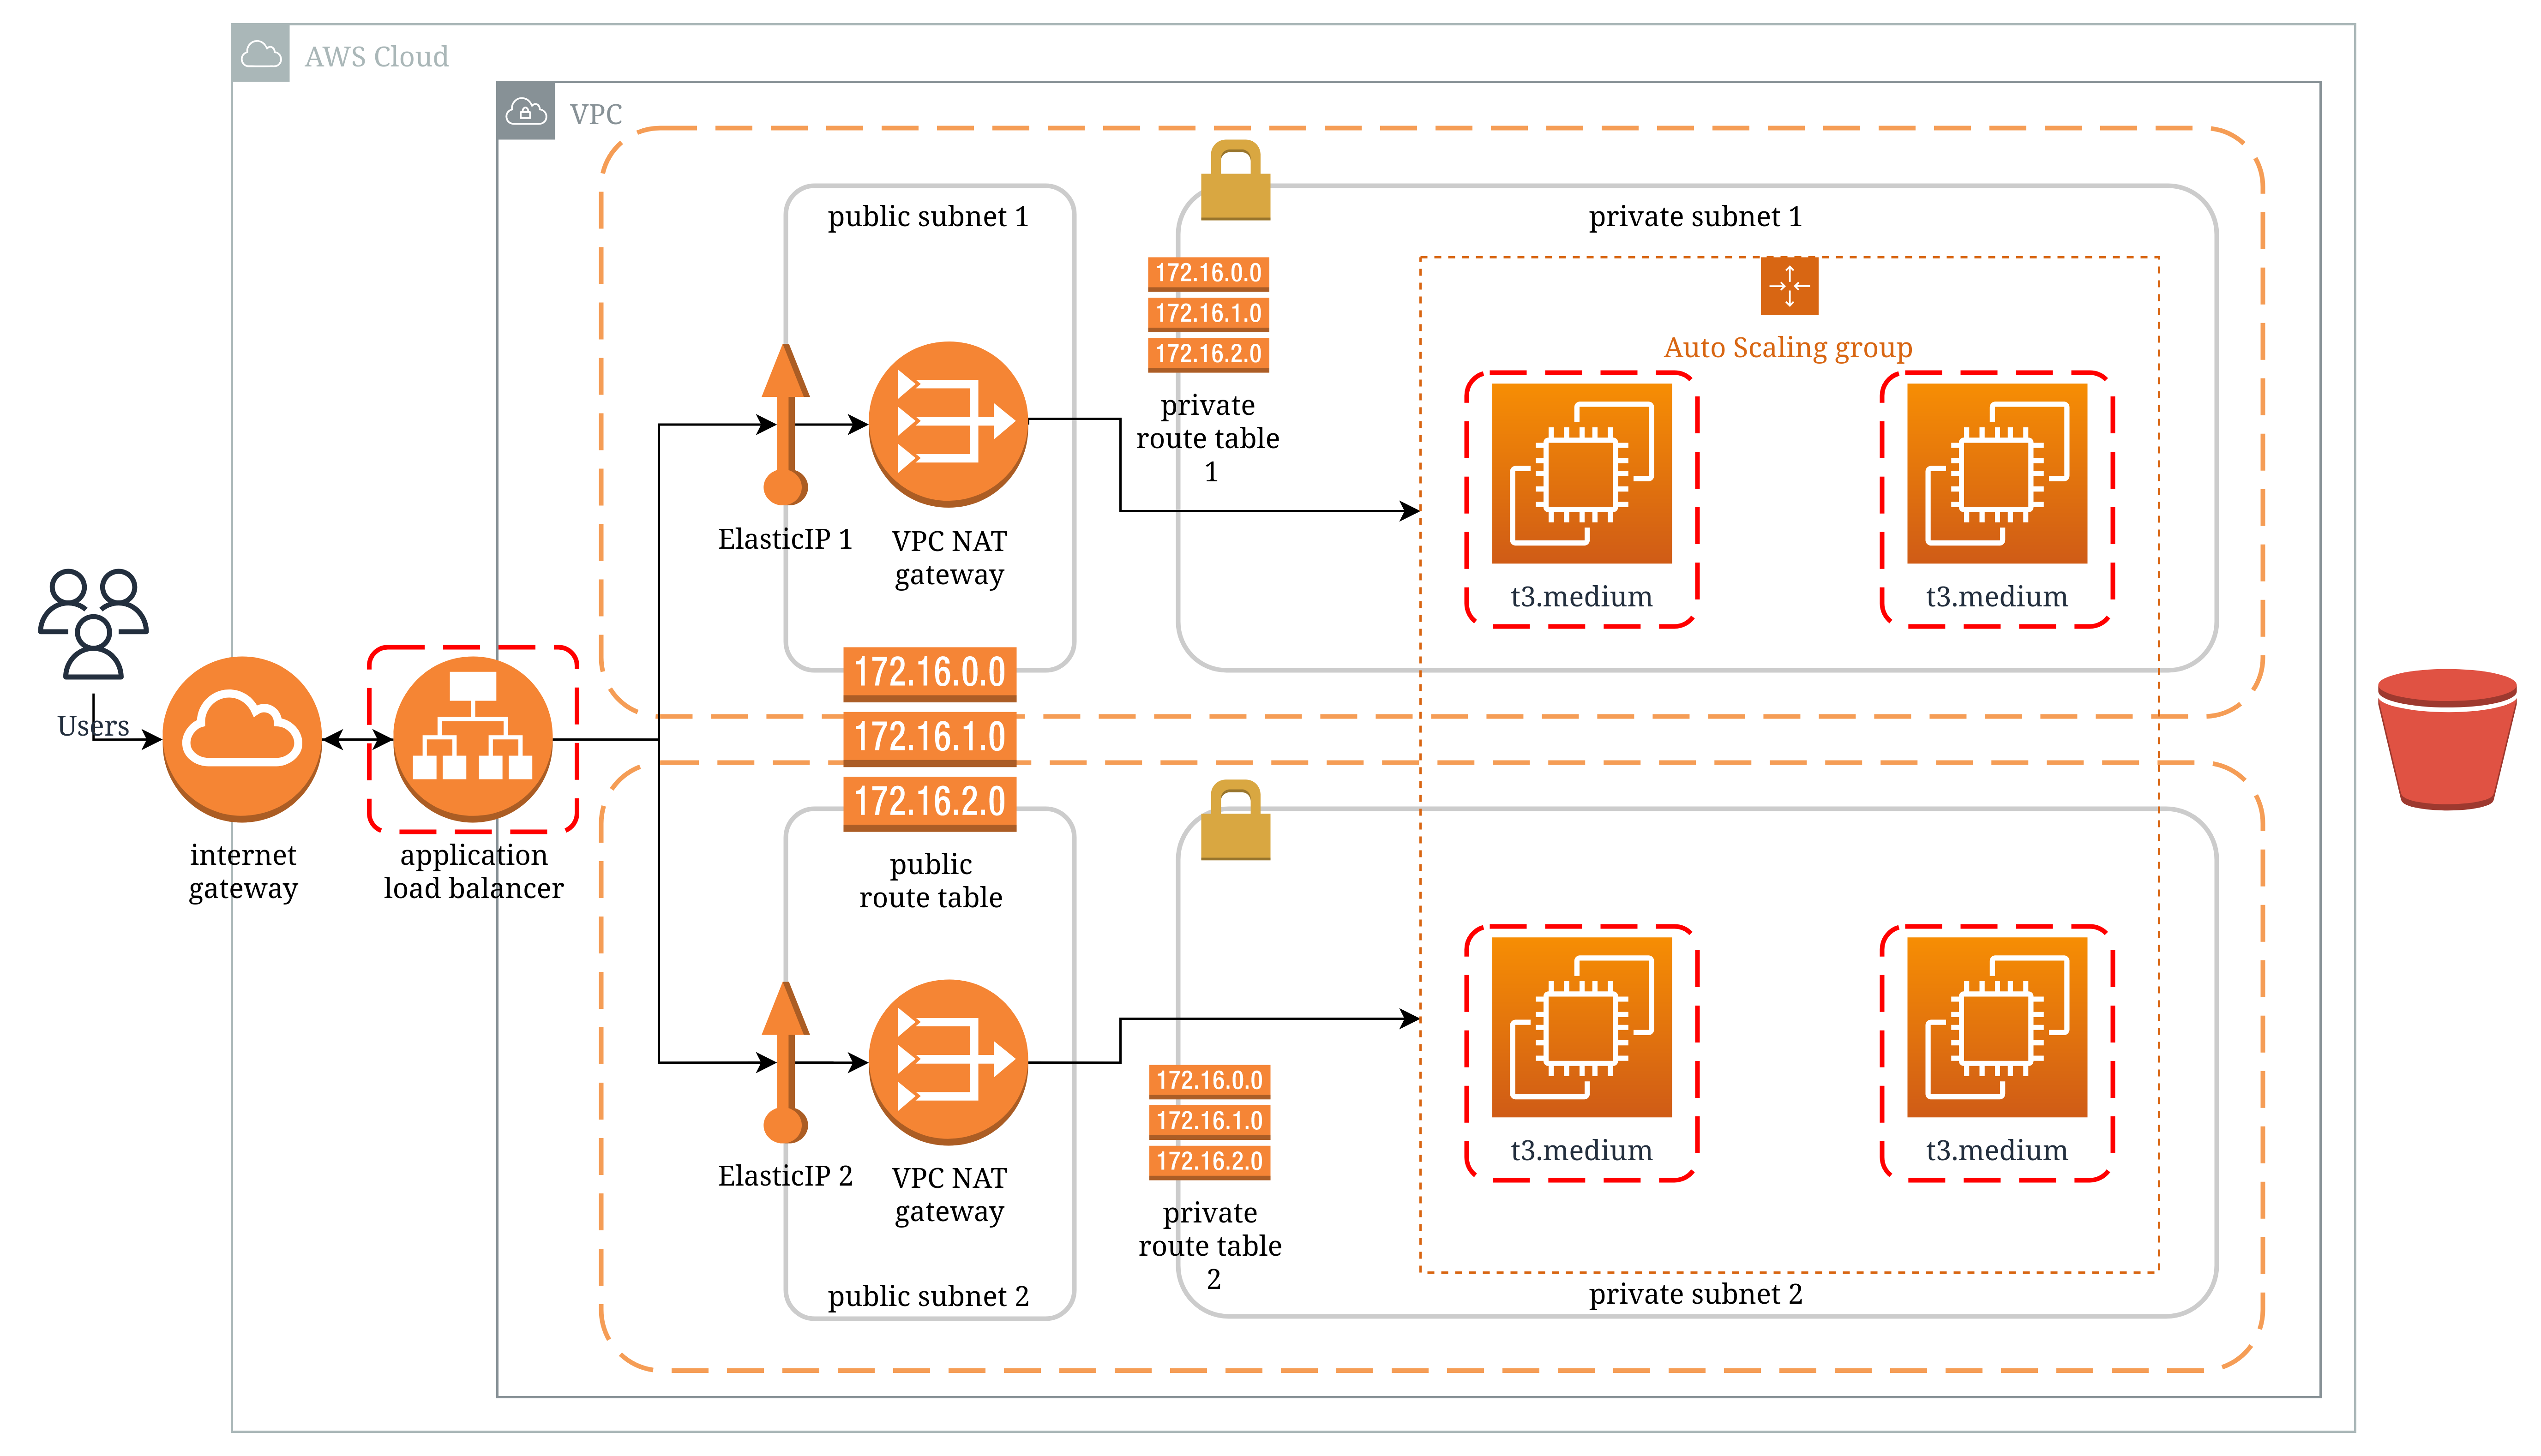 AWS Cloud
VPC
public subnet 1
private subnet 1
172.16.0.0
172.16.1.0
172.16.2.0
private
route table
1
Auto Scaling group
ElasticIP 1
VPC NAT
gateway
t3.medium
t3.medium
Users
internet
gateway
application
load balancer
172.16.0.0
172.16.1.0
172.16.2.0
public
route table
ElasticIP 2
VPC NAT
gateway
172.16.0.0
172.16.1.0
172.16.2.0
private
route table
2
t3.medium
t3.medium
public subnet 2
private subnet 2